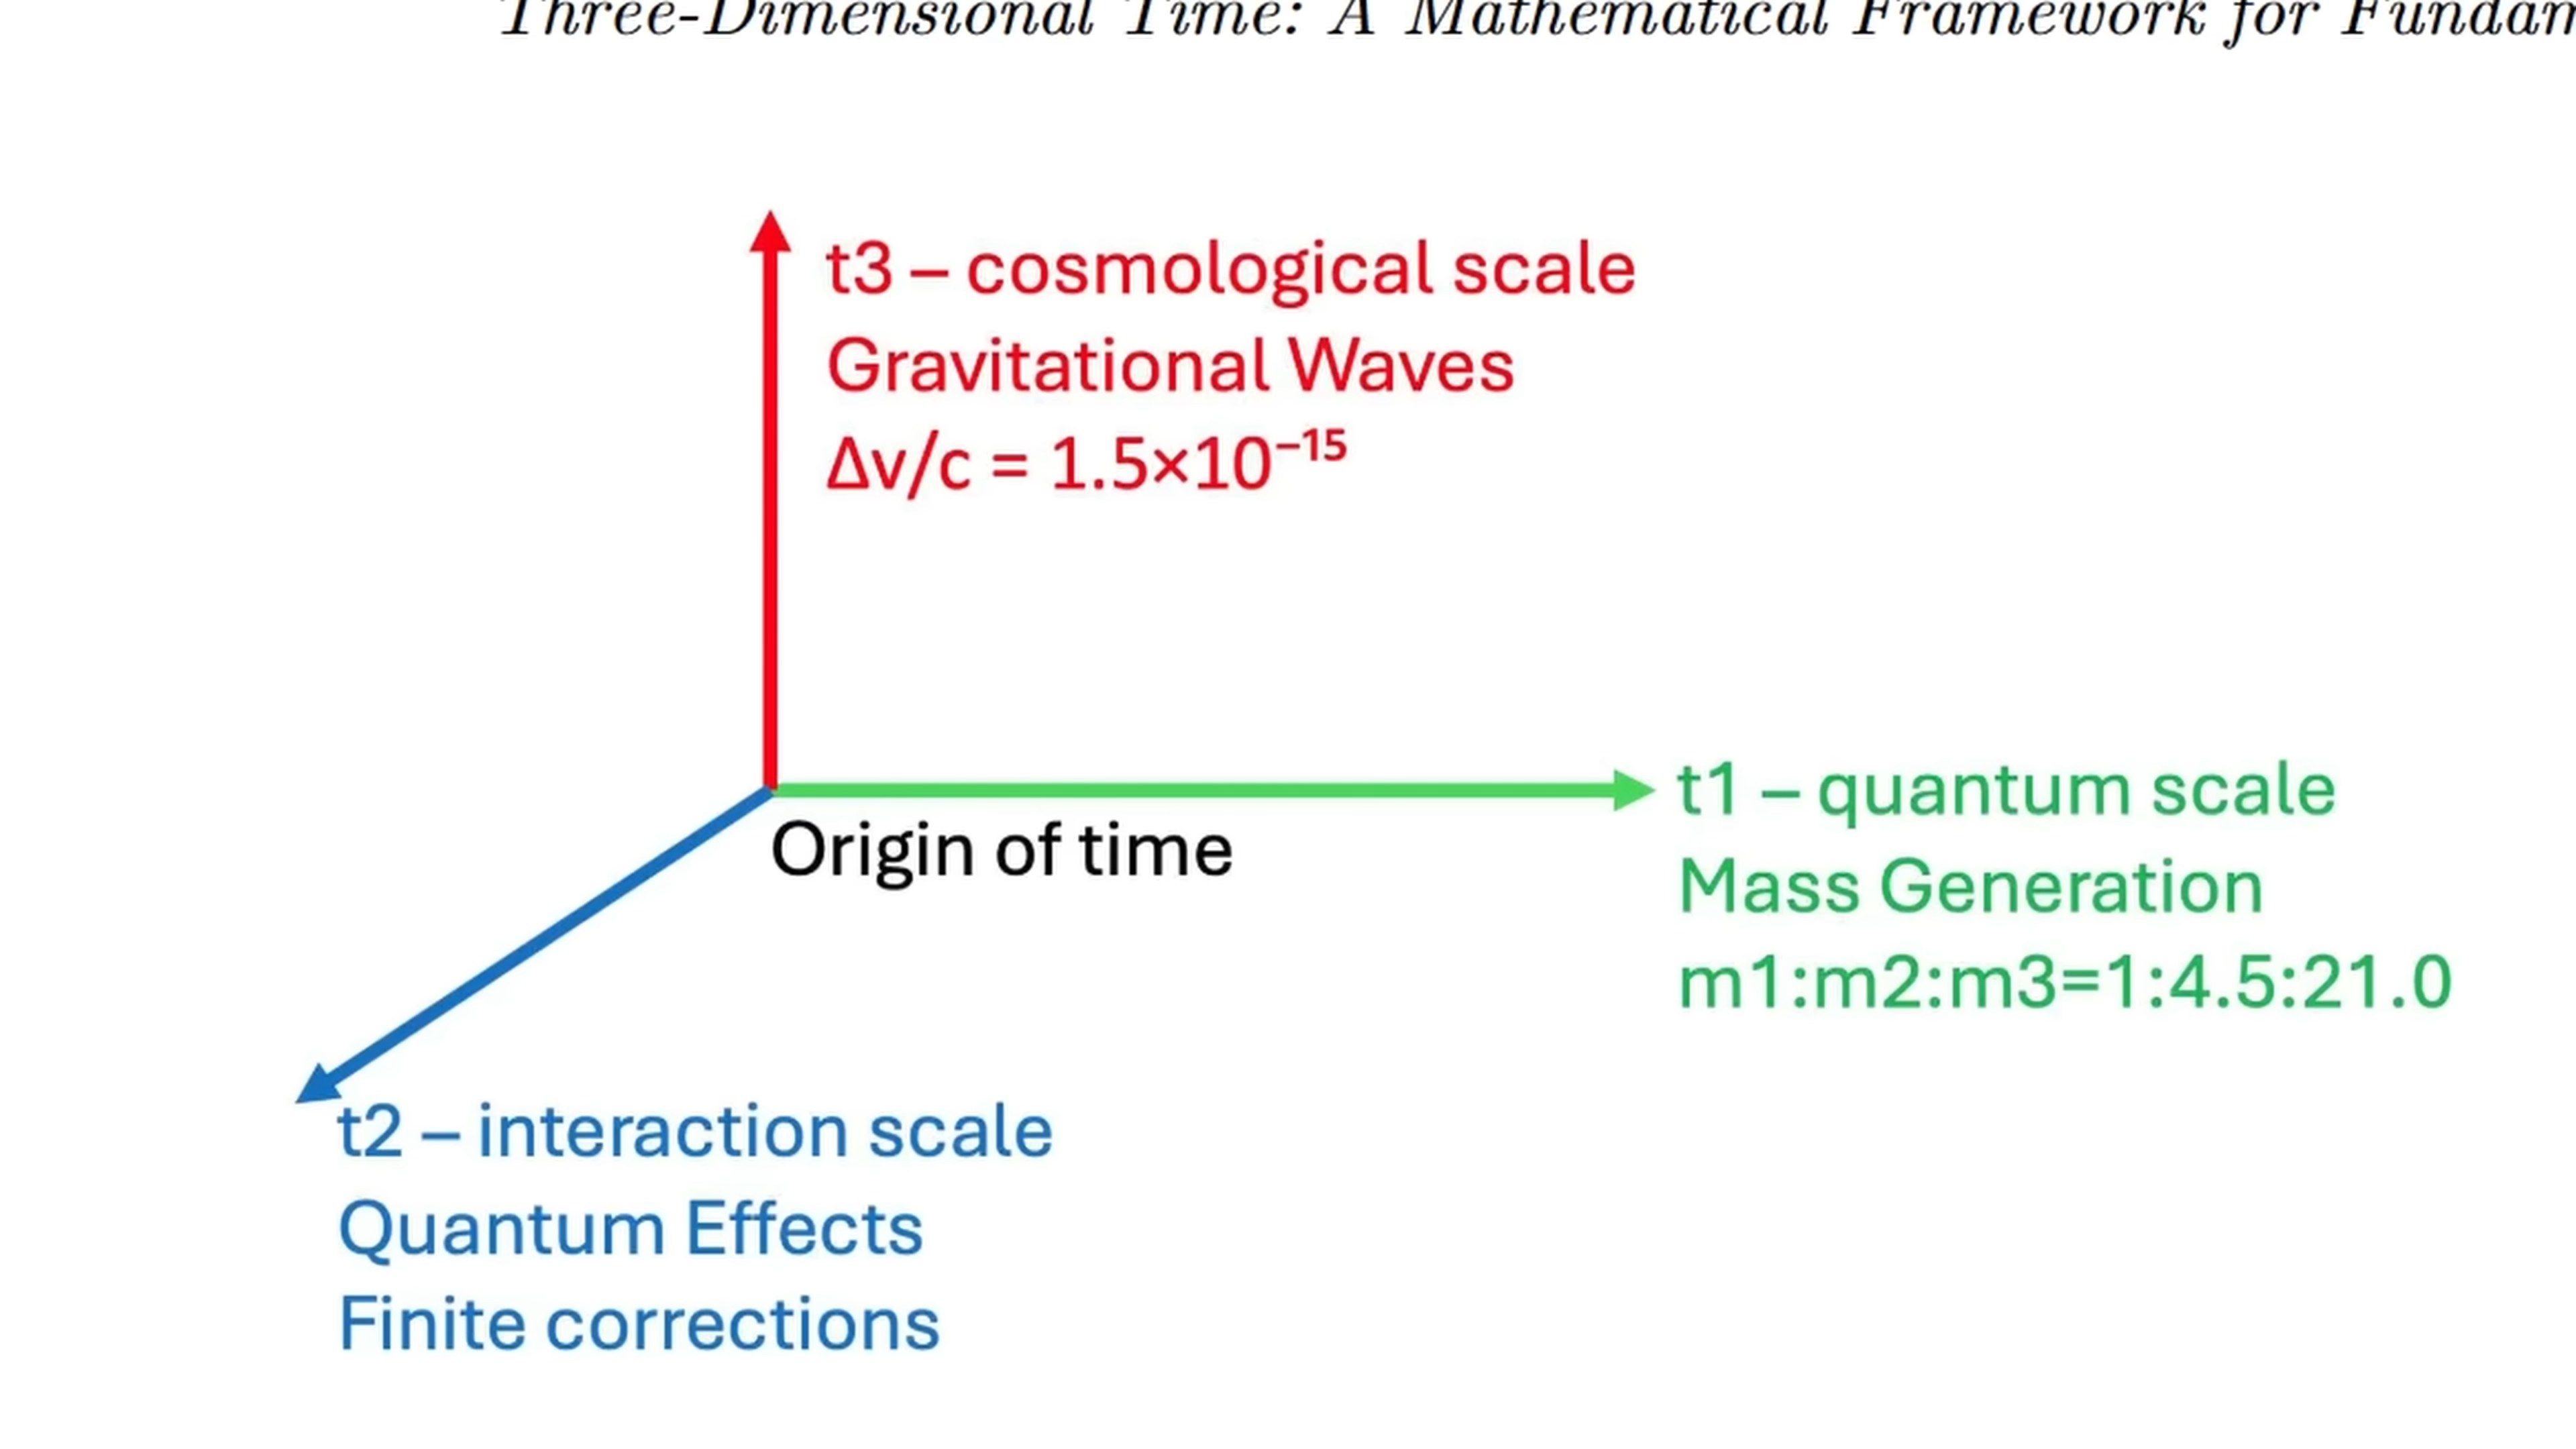 Three-Dimensional Time: A Mathematical Framework for
t3 – cosmological scale
Gravitational Waves
Δv/c = 1.5×10⁻¹⁵
t1 – quantum scale
Mass Generation
m1:m2:m3=1:4.5:21.0
Origin of time
t2 – interaction scale
Quantum Effects
Finite corrections